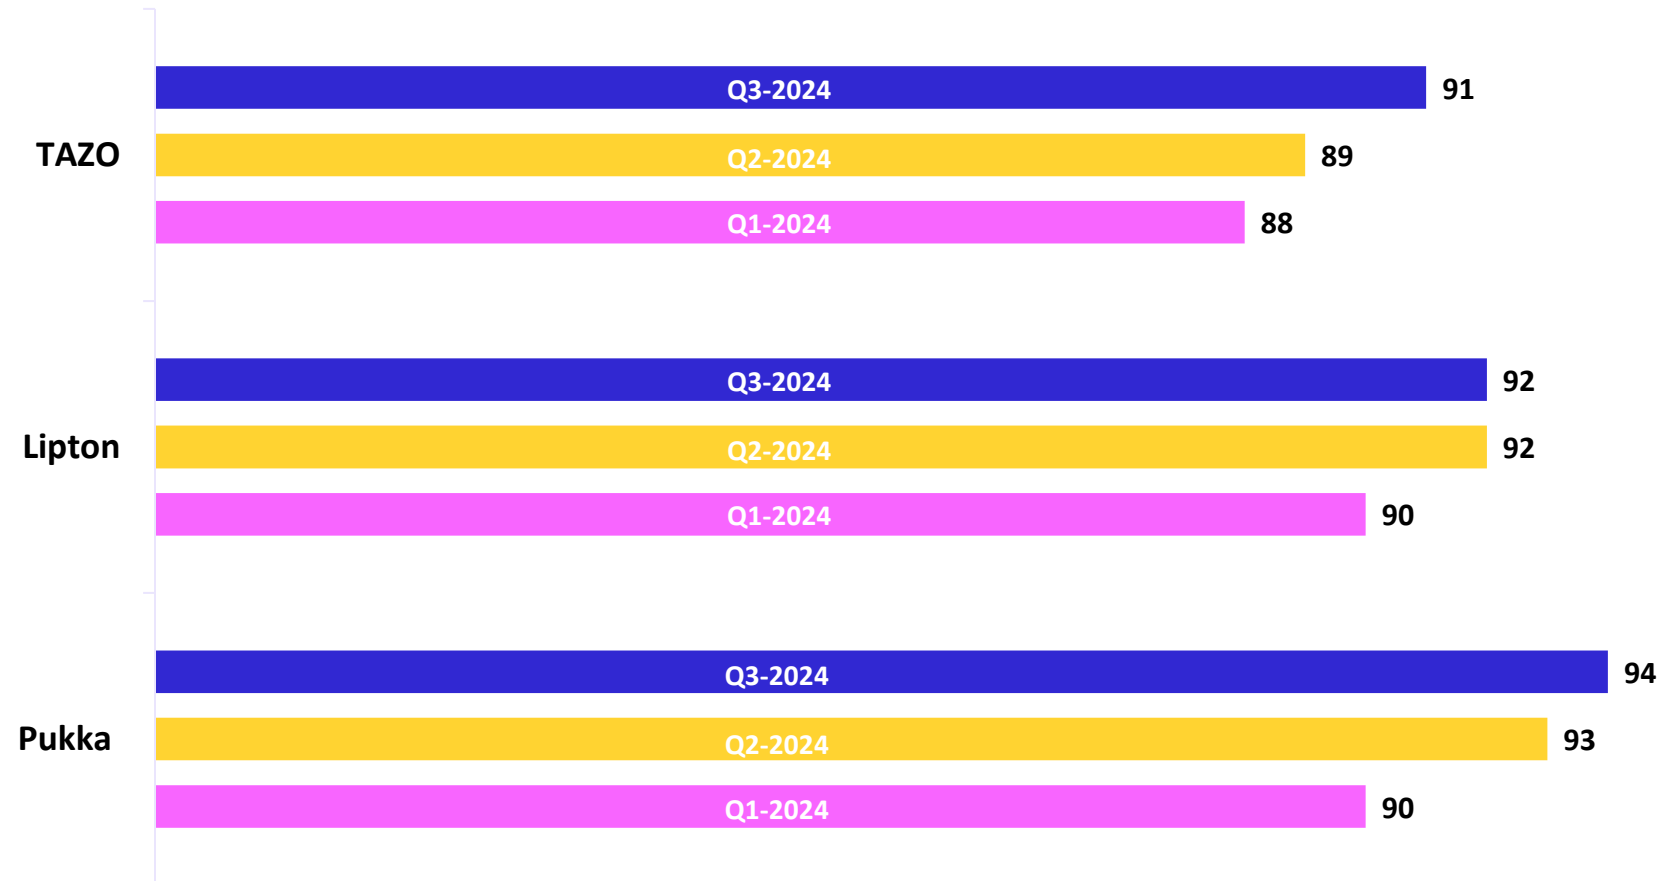 Q3-2024 91
TAZO Q2-2024 89
Q1-2024 88
Q3-2024 92
Lipton Q2-2024 92
Q1-2024 90
Q3-2024 94
Pukka Q2-2024 93
Q1-2024 90